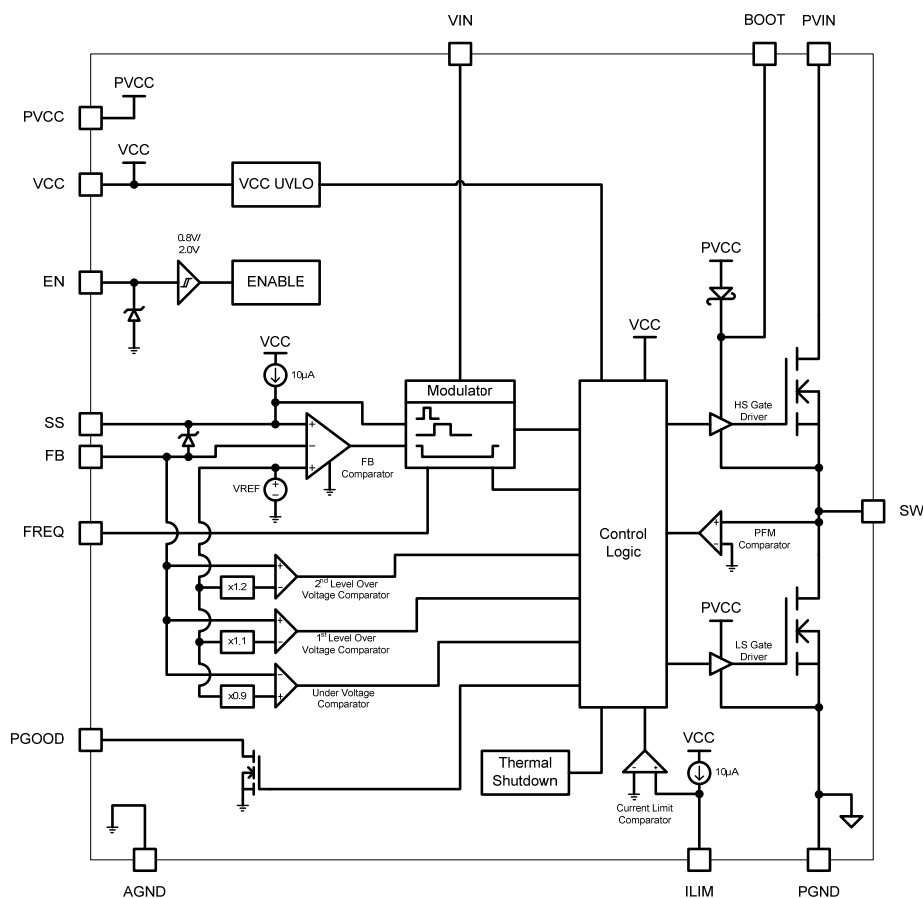 VIN
BOOT
PVIN
PVCC
PVCC
VCC
VCC
VCC UVLO
EN
0.8V/
2.0V
ENABLE
PVCC
VCC
10µA
VCC
Modulator
SS
FB
FB
Comparator
VREF
HS Gate
Driver
FREQ
Control
Logic
PFM
Comparator
SW
x1.2
2nd Level Over
Voltage Comparator
x1.1
1st Level Over
Voltage Comparator
PVCC
LS Gate
Driver
x0.9
Under Voltage
Comparator
PGOOD
Thermal
Shutdown
VCC
10µA
Current Limit
Comparator
AGND
ILIM
PGND